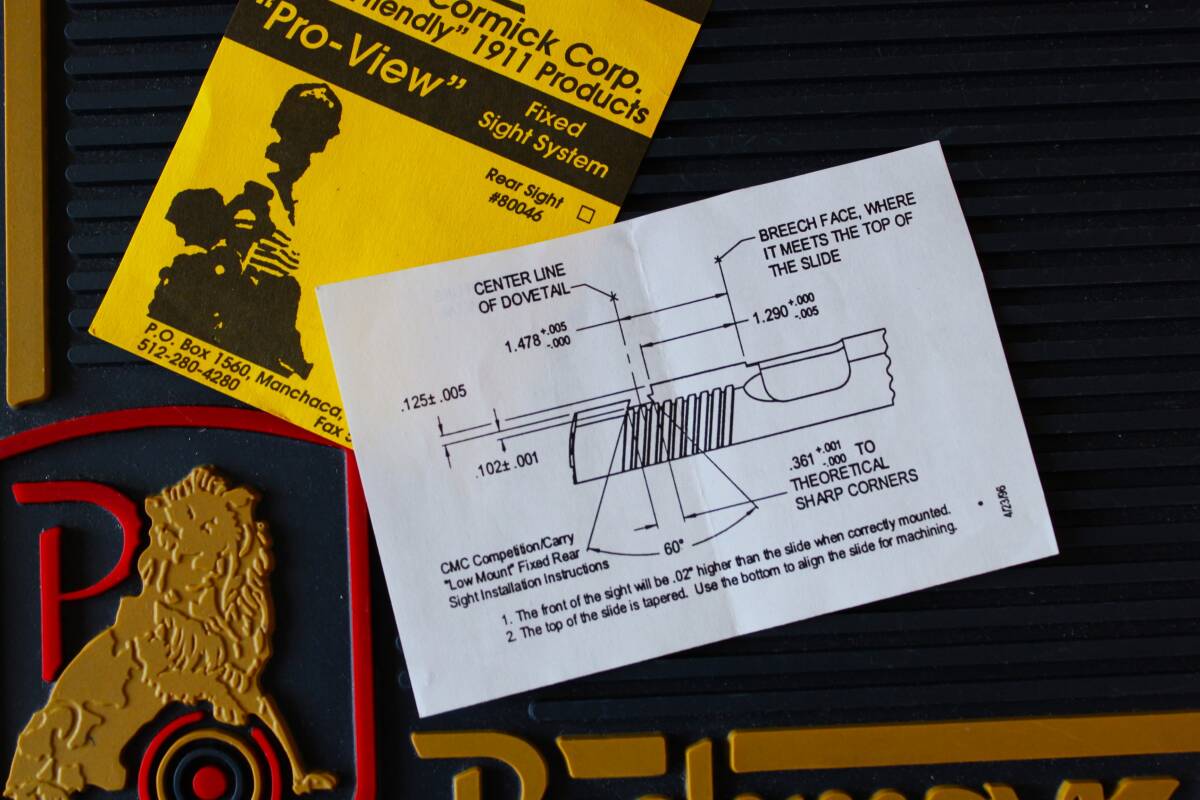 Cormick Corp.
Friendly" 1911 Products
"Pro-View"
Fixed
Sight System
Rear Sight
#80046
P.O. Box 1560, Manchaca,
512-280-4280
Fax
CENTER LINE
OF DOVETAIL
BREECH FACE, WHERE
IT MEETS THE TOP OF
THE SLIDE
1.478 +.005 -.000
1.290 +.000 -.005
.125± .005
.102± .001
.361 +.001 -.000 TO
THEORETICAL
SHARP CORNERS
60°
CMC Competition/Carry
"Low Mount" Fixed Rear
Sight Installation Instructions
1. The front of the sight will be .02" higher than the slide when correctly mounted.
2. The top of the slide is tapered. Use the bottom to align the slide for machining.
4/23/96